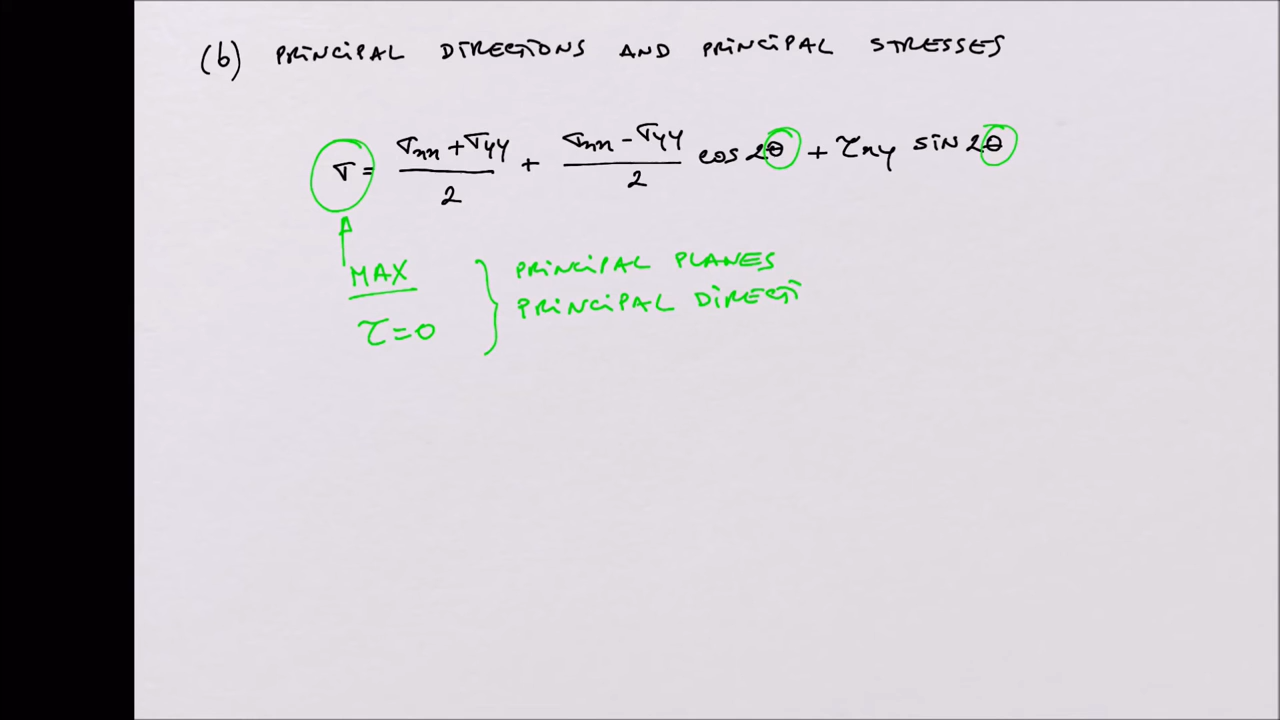 (b) PRINCIPAL DIRECTIONS AND PRINCIPAL STRESSES
σ = (σxx + σyy)/2 + (σxx - σyy)/2 cos 2θ + τxy sin 2θ
MAX
τ = 0
PRINCIPAL PLANES
PRINCIPAL DIRECTI